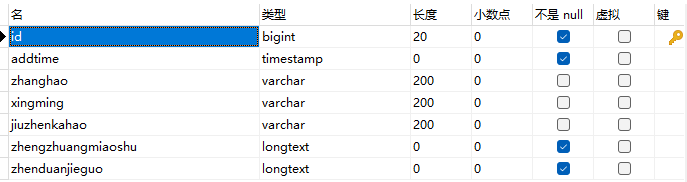 名 类型 长度 小数点 不是 null 虚拟 键
id bigint 20 0
addtime timestamp 0 0
zhanghao varchar 200 0
xingming varchar 200 0
jiuzhenkahao varchar 200 0
zhengzhuangmiaoshu longtext 0 0
zhenduanjieguo longtext 0 0